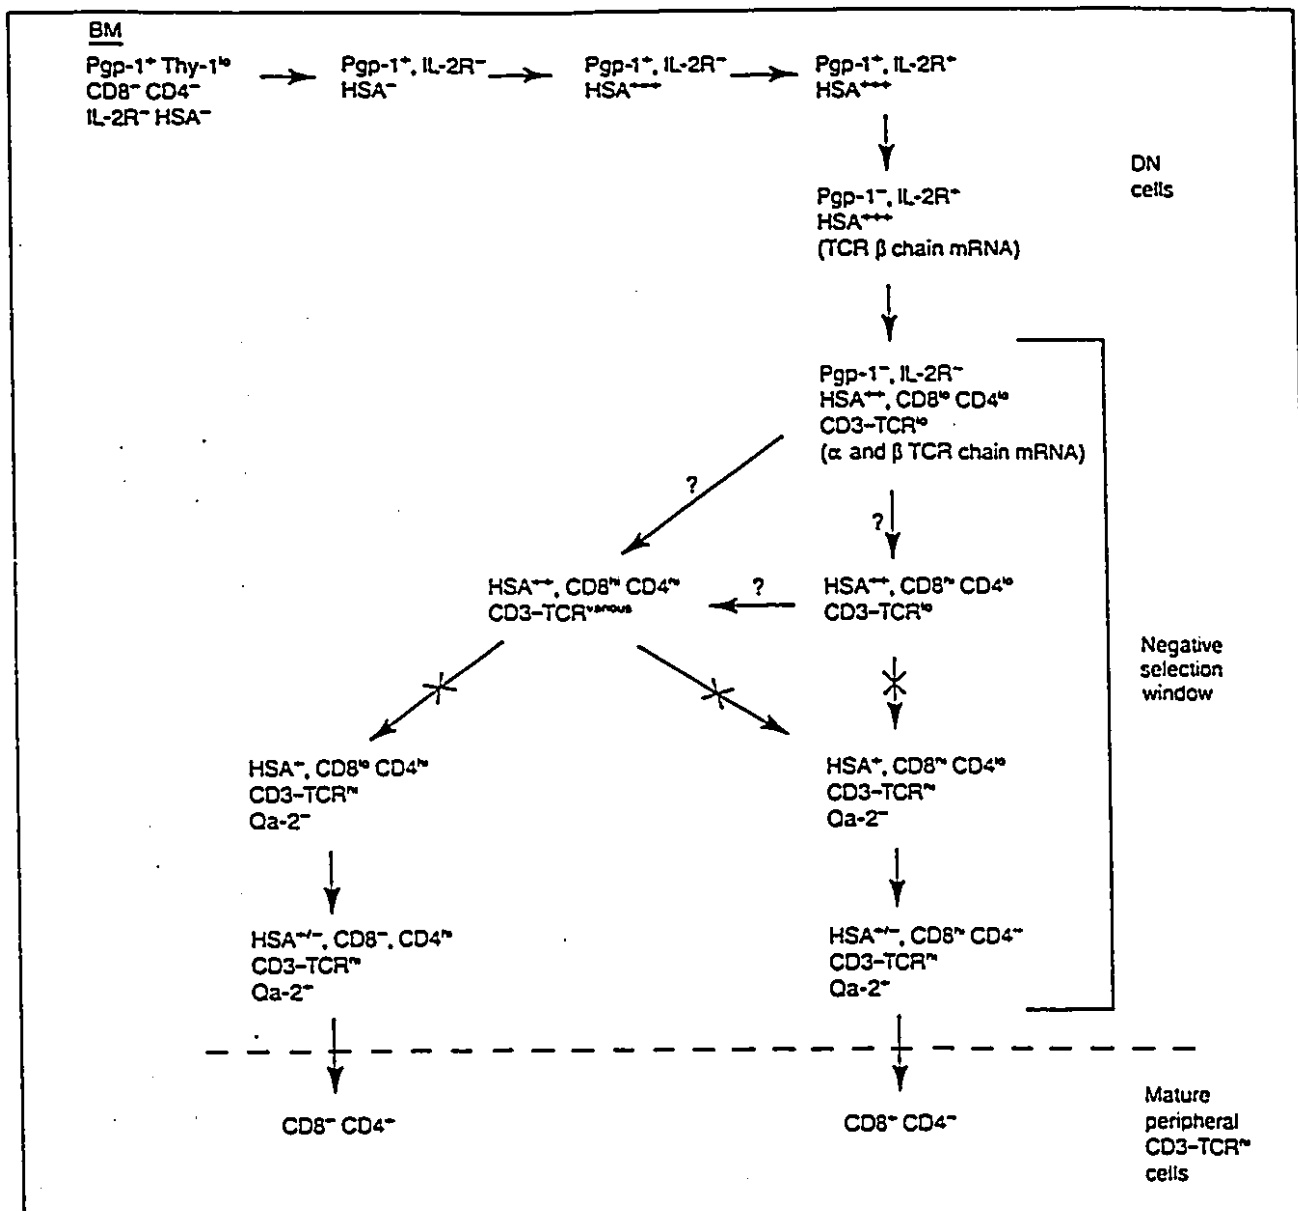 BM
Pgp-1⁺ Thy-1ˡᵒ
CD8⁻ CD4⁻
IL-2R⁻ HSA⁻
Pgp-1⁺, IL-2R⁻
HSA⁻
Pgp-1⁺, IL-2R⁻
HSA⁺⁺⁺
Pgp-1⁺, IL-2R⁺
HSA⁺⁺⁺
DN
cells
Pgp-1⁻, IL-2R⁺
HSA⁺⁺⁺
(TCR β chain mRNA)
Pgp-1⁻, IL-2R⁻
HSA⁺⁺, CD8ˡᵒ CD4ˡᵒ
CD3–TCRˡᵒ
(α and β TCR chain mRNA)
?
?
HSA⁺⁺, CD8ʰⁱ CD4ʰⁱ
CD3–TCRᵛᵃʳⁱᵒᵘˢ
?
HSA⁺⁺, CD8ʰⁱ CD4ˡᵒ
CD3–TCRˡᵒ
Negative
selection
window
HSA⁺, CD8ˡᵒ CD4ʰⁱ
CD3–TCRʰⁱ
Qa-2⁻
HSA⁺, CD8ʰⁱ CD4ˡᵒ
CD3–TCRʰⁱ
Qa-2⁻
HSA⁺/⁻, CD8⁻, CD4ʰⁱ
CD3–TCRʰⁱ
Qa-2⁺
HSA⁺/⁻, CD8ʰⁱ CD4⁻
CD3–TCRʰⁱ
Qa-2⁺
CD8⁻ CD4⁺
CD8⁺ CD4⁻
Mature
peripheral
CD3–TCRʰⁱ
cells